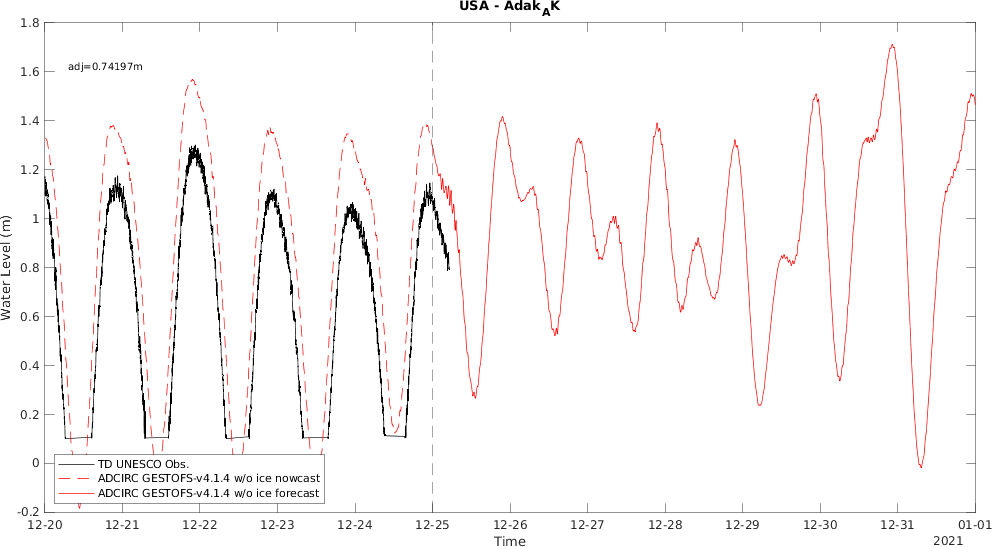 USA - Adak_AK
1.8
1.6
1.4
1.2
1
0.8
0.6
0.4
0.2
0
-0.2
Water Level (m)
adj=0.74197m
TD UNESCO Obs.
ADCIRC GESTOFS-v4.1.4 w/o ice nowcast
ADCIRC GESTOFS-v4.1.4 w/o ice forecast
12-20 12-21 12-22 12-23 12-24 12-25 12-26 12-27 12-28 12-29 12-30 12-31 01-01
Time
2021